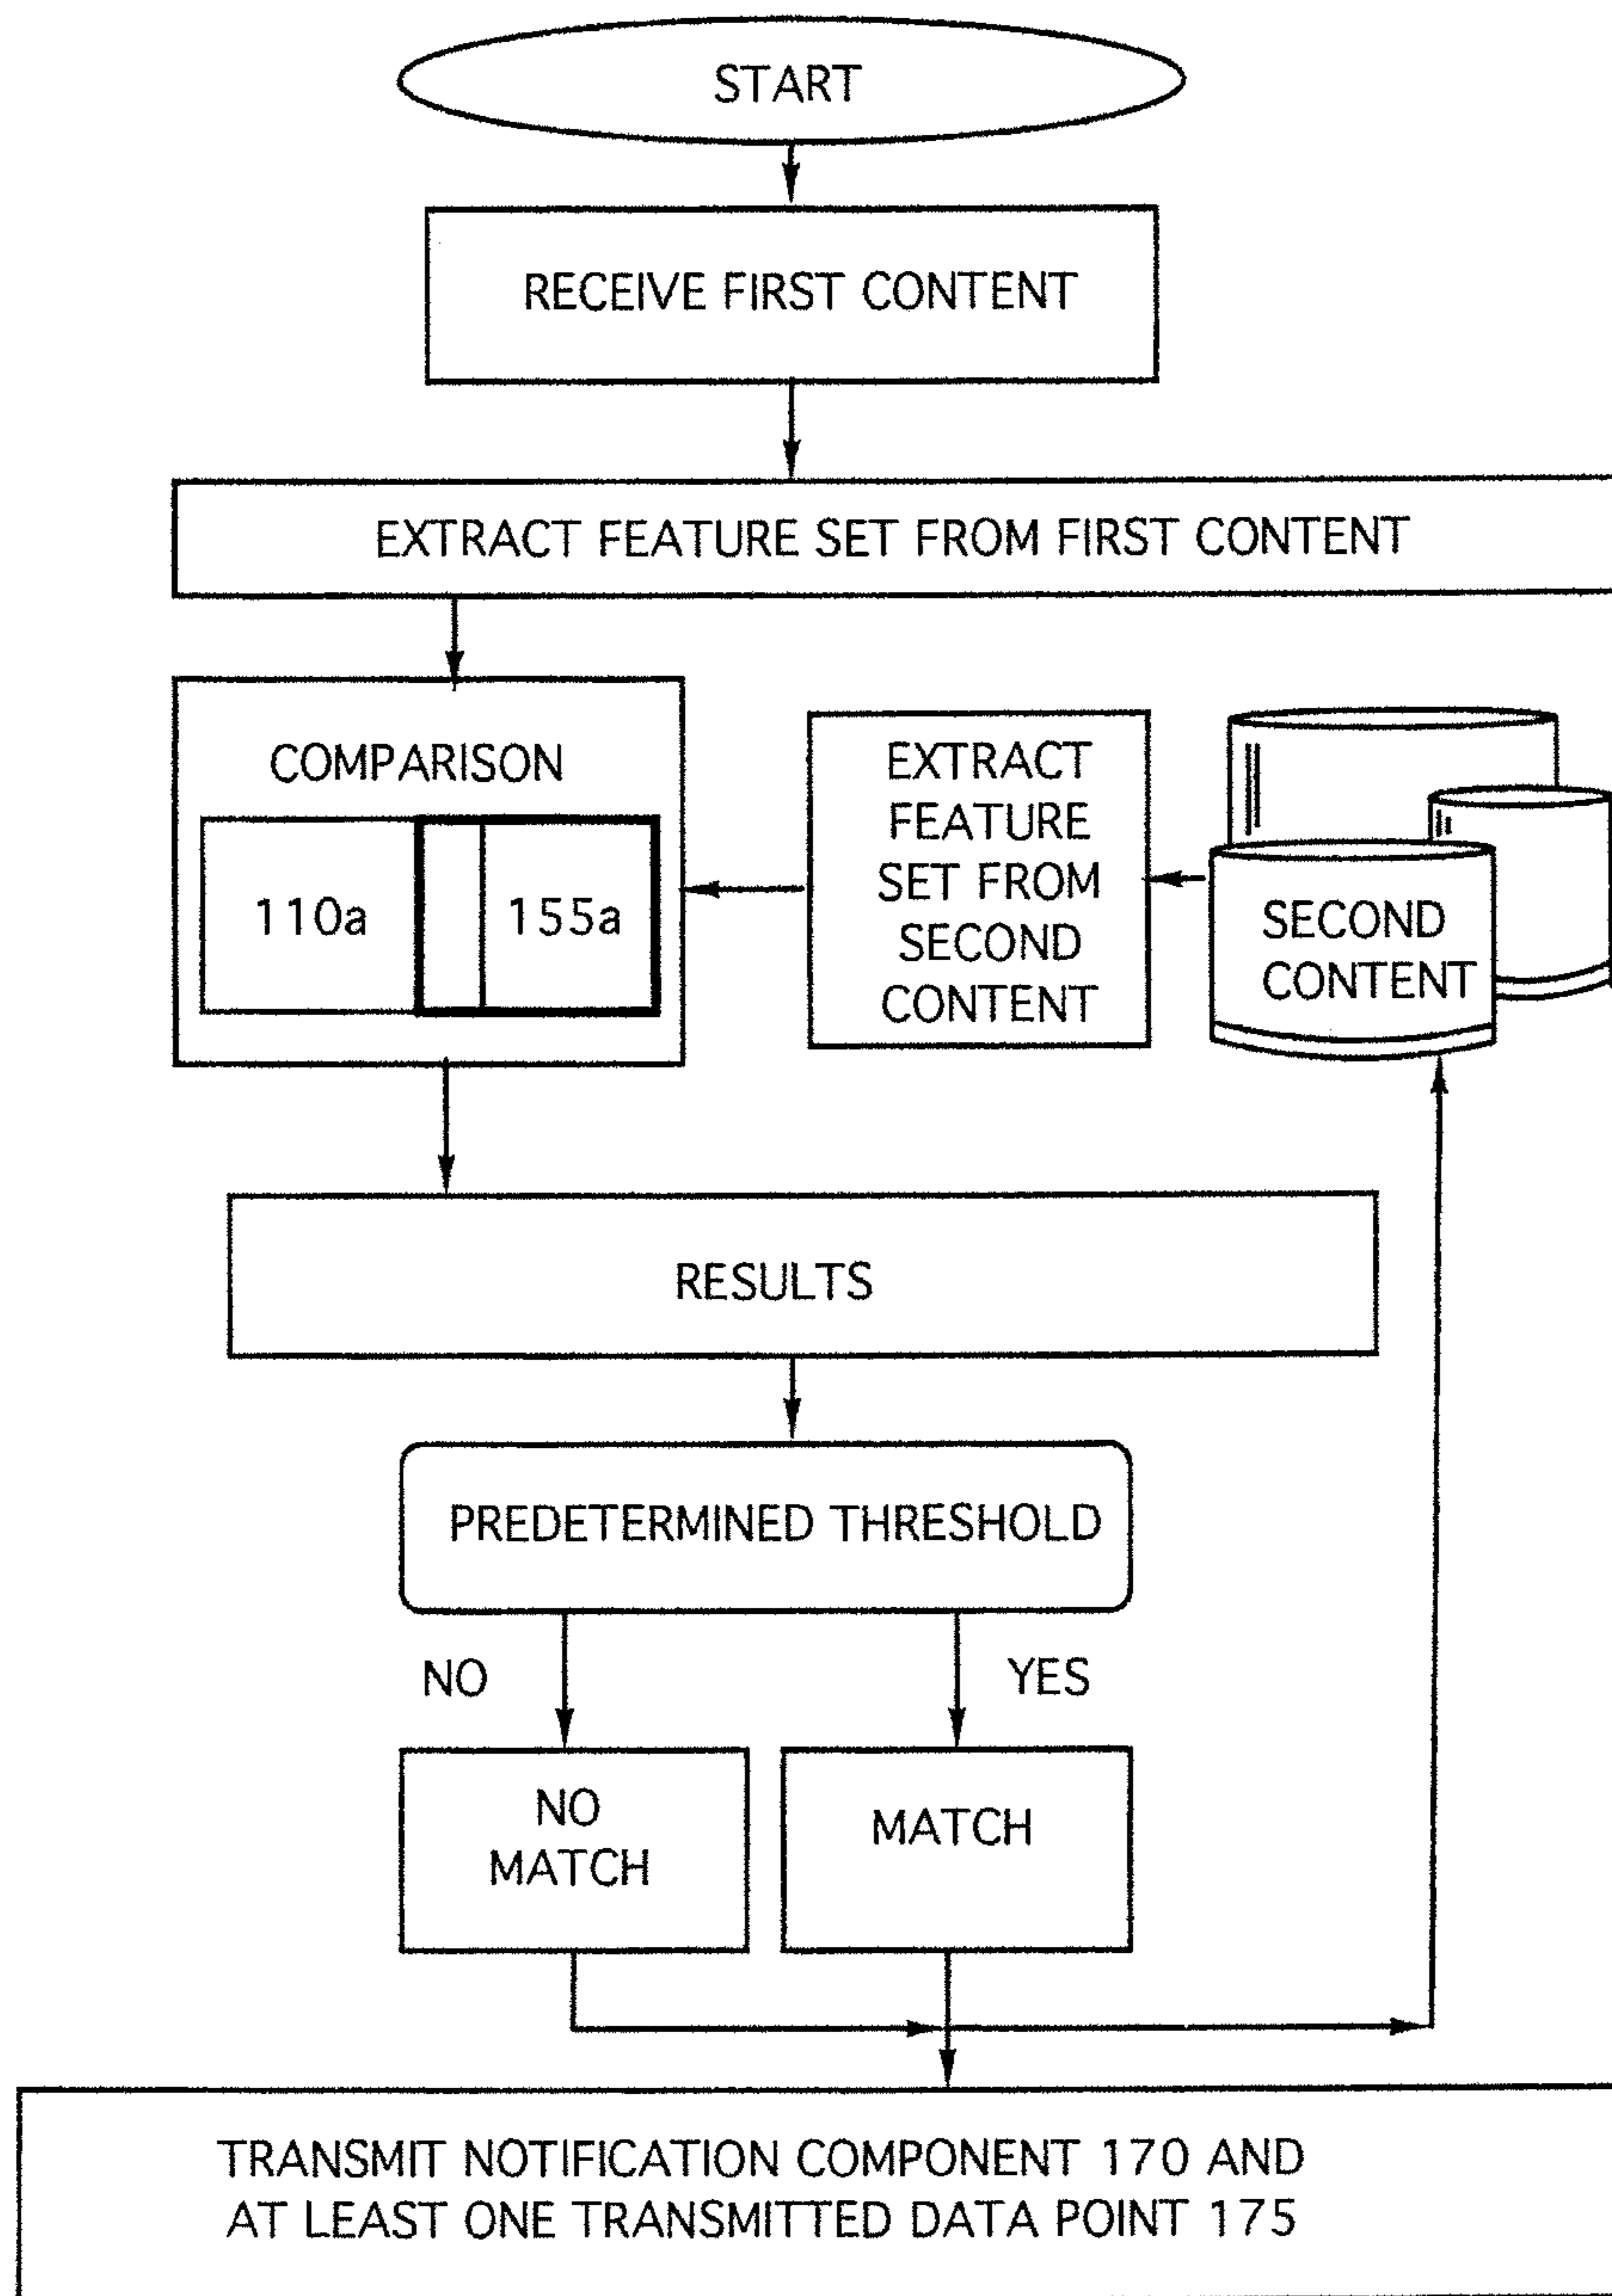 START
RECEIVE FIRST CONTENT
EXTRACT FEATURE SET FROM FIRST CONTENT
COMPARISON
110a
155a
EXTRACT
FEATURE
SET FROM
SECOND
CONTENT
SECOND
CONTENT
RESULTS
PREDETERMINED THRESHOLD
NO
YES
NO
MATCH
MATCH
TRANSMIT NOTIFICATION COMPONENT 170 AND
AT LEAST ONE TRANSMITTED DATA POINT 175